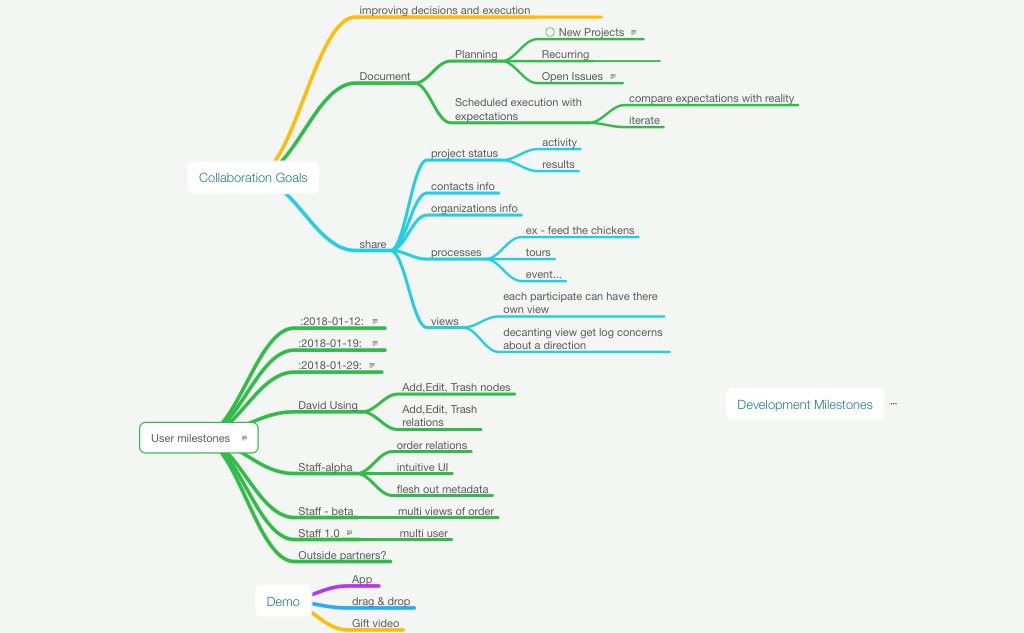 improving decisions and execution
New Projects
Planning
Recurring
Document
Open Issues
Scheduled execution with
expectations
compare expectations with reality
iterate
Collaboration Goals
project status
activity
results
contacts info
organizations info
share
processes
ex - feed the chickens
tours
event...
views
each participate can have there
own view
decanting view get log concerns
about a direction
:2018-01-12:
:2018-01-19:
:2018-01-29:
David Using
Add,Edit, Trash nodes
Add,Edit, Trash
relations
Development Milestones
...
User milestones
Staff-alpha
order relations
intuitive UI
flesh out metadata
Staff - beta
multi views of order
Staff 1.0
multi user
Outside partners?
Demo
App
drag & drop
Gift video